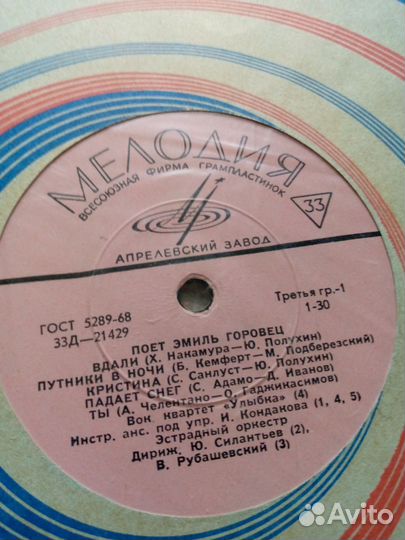 МЕЛОДИЯ
ВСЕСОЮЗНАЯ ФИРМА ГРАМПЛАСТИНОК
33
АПРЕЛЕВСКИЙ ЗАВОД
ГОСТ 5289-68
33Д—21429
Третья гр.-1
1-30
ПОЕТ ЭМИЛЬ ГОРОВЕЦ
ВДАЛИ (Х. Накамура—Ю. Полухин)
ПУТНИКИ В НОЧИ (Б. Кемферт—М. Подберезский)
КРИСТИНА (С. Санлуст—Ю. Полухин)
ПАДАЕТ СНЕГ (С. Адамо—Д. Иванов)
ТЫ (А. Челентано—О. Гаджикасимов)
Вок. квартет «Улыбка» (4)
Инстр. анс. под упр. И. Кондакова (1, 4, 5)
Эстрадный оркестр
Дириж. Ю. Силантьев (2),
В. Рубашевский (3)
Avito